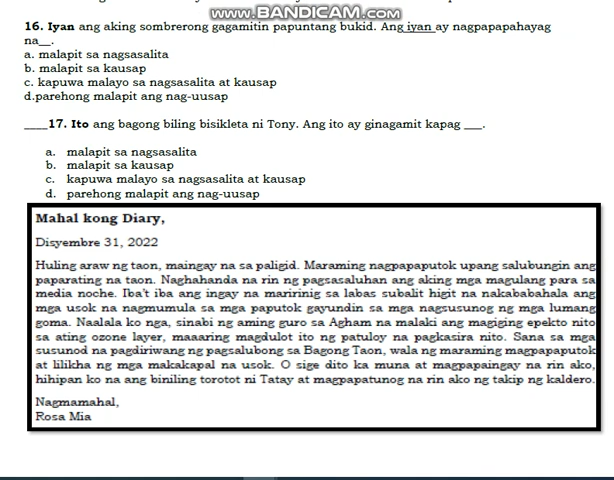 www.BANDICAM.com
16. Iyan ang aking sombrerong gagamitin papuntang bukid. Ang iyan ay nagpapapahayag
na__.
a. malapit sa nagsasalita
b. malapit sa kausap
c. kapuwa malayo sa nagsasalita at kausap
d.parehong malapit ang nag-uusap
____17. Ito ang bagong biling bisikleta ni Tony. Ang ito ay ginagamit kapag ___.
a. malapit sa nagsasalita
b. malapit sa kausap
c. kapuwa malayo sa nagsasalita at kausap
d. parehong malapit ang nag-uusap
Mahal kong Diary,
Disyembre 31, 2022
Huling araw ng taon, maingay na sa paligid. Maraming nagpapaputok upang salubungin ang
paparating na taon. Naghahanda na rin ng pagsasaluhan ang aking mga magulang para sa
media noche. Iba't iba ang ingay na maririnig sa labas subalit higit na nakababahala ang
mga usok na nagmumula sa mga paputok gayundin sa mga nagsusunog ng mga lumang
goma. Naalala ko nga, sinabi ng aming guro sa Agham na malaki ang magiging epekto nito
sa ating ozone layer, maaaring magdulot ito ng patuloy na pagkasira nito. Sana sa mga
susunod na pagdiriwang ng pagsalubong sa Bagong Taon, wala ng maraming magpapaputok
at lilikha ng mga makakapal na usok. O sige dito ka muna at magpapaingay na rin ako,
hihipan ko na ang biniling torotot ni Tatay at magpapatunog na rin ako ng takip ng kaldero.
Nagmamahal,
Rosa Mia